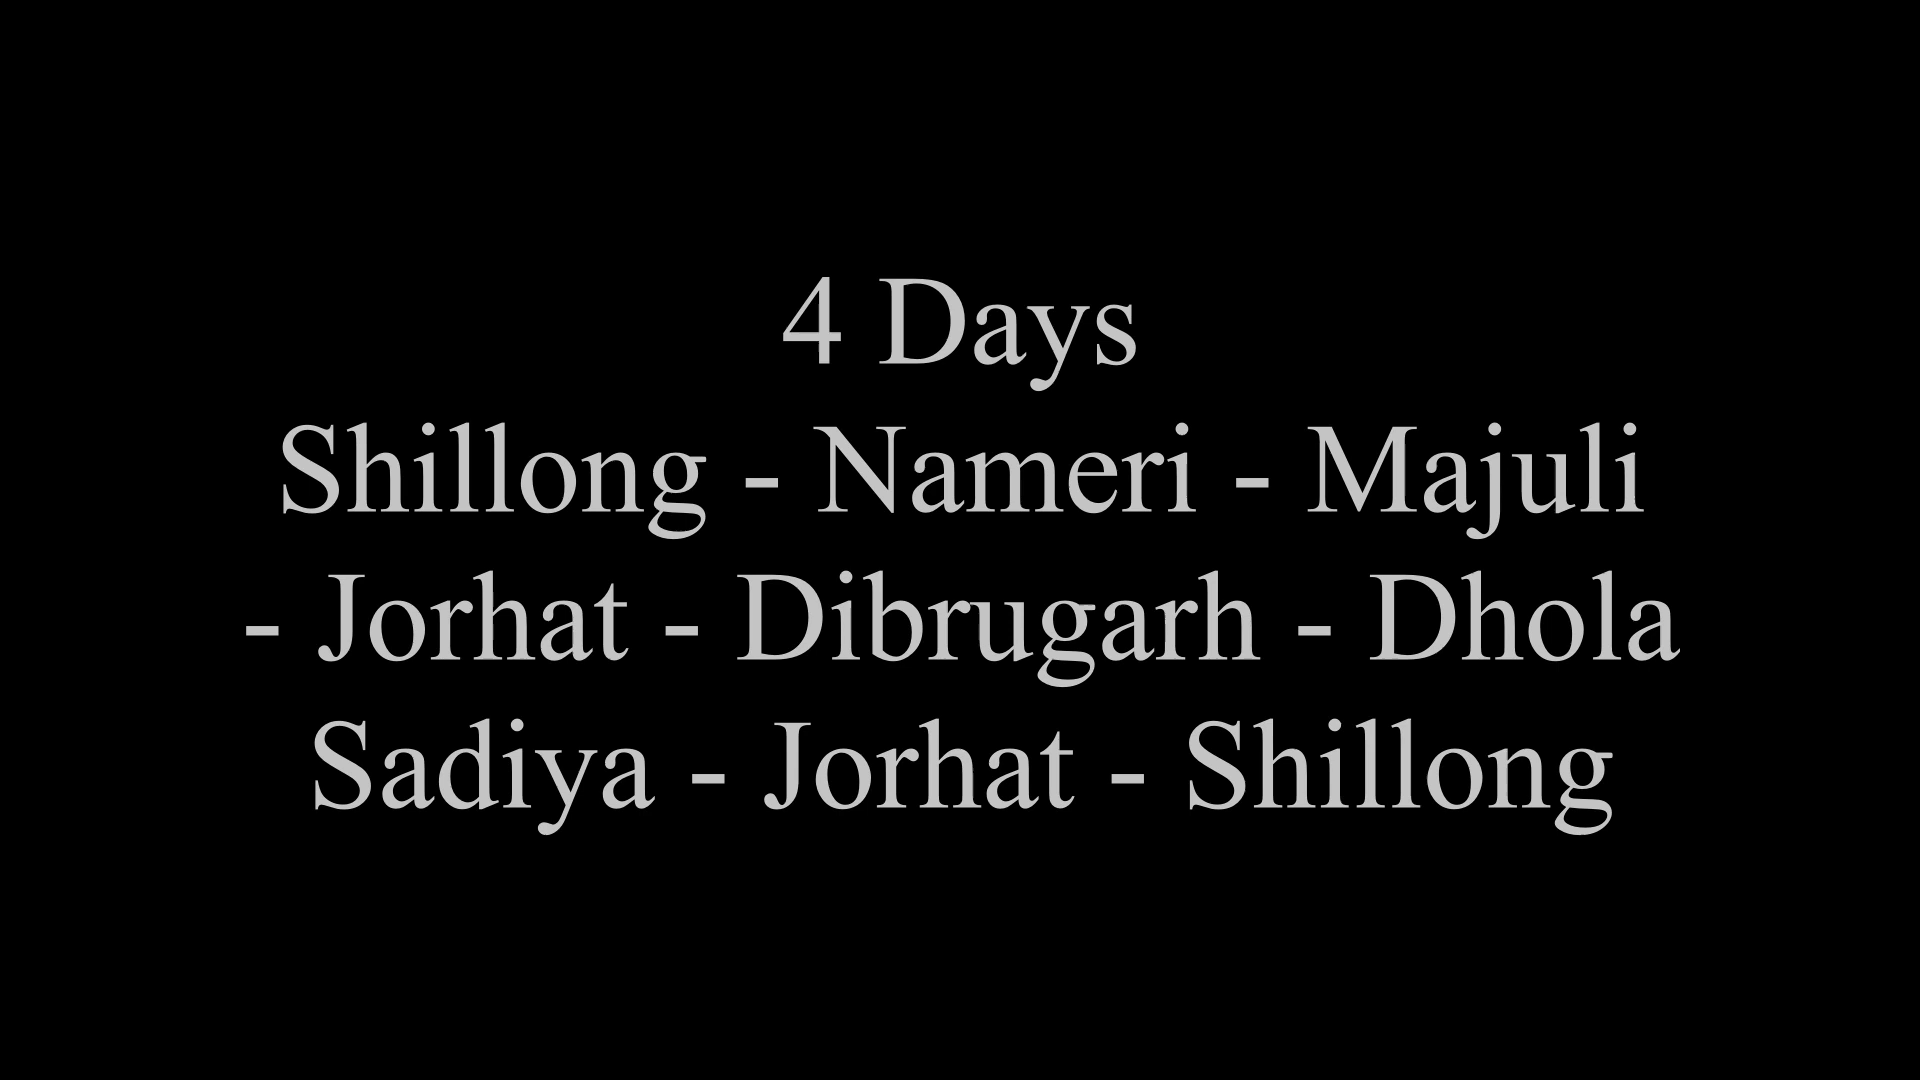 4 Days
Shillong - Nameri - Majuli
- Jorhat - Dibrugarh - Dhola
Sadiya - Jorhat - Shillong